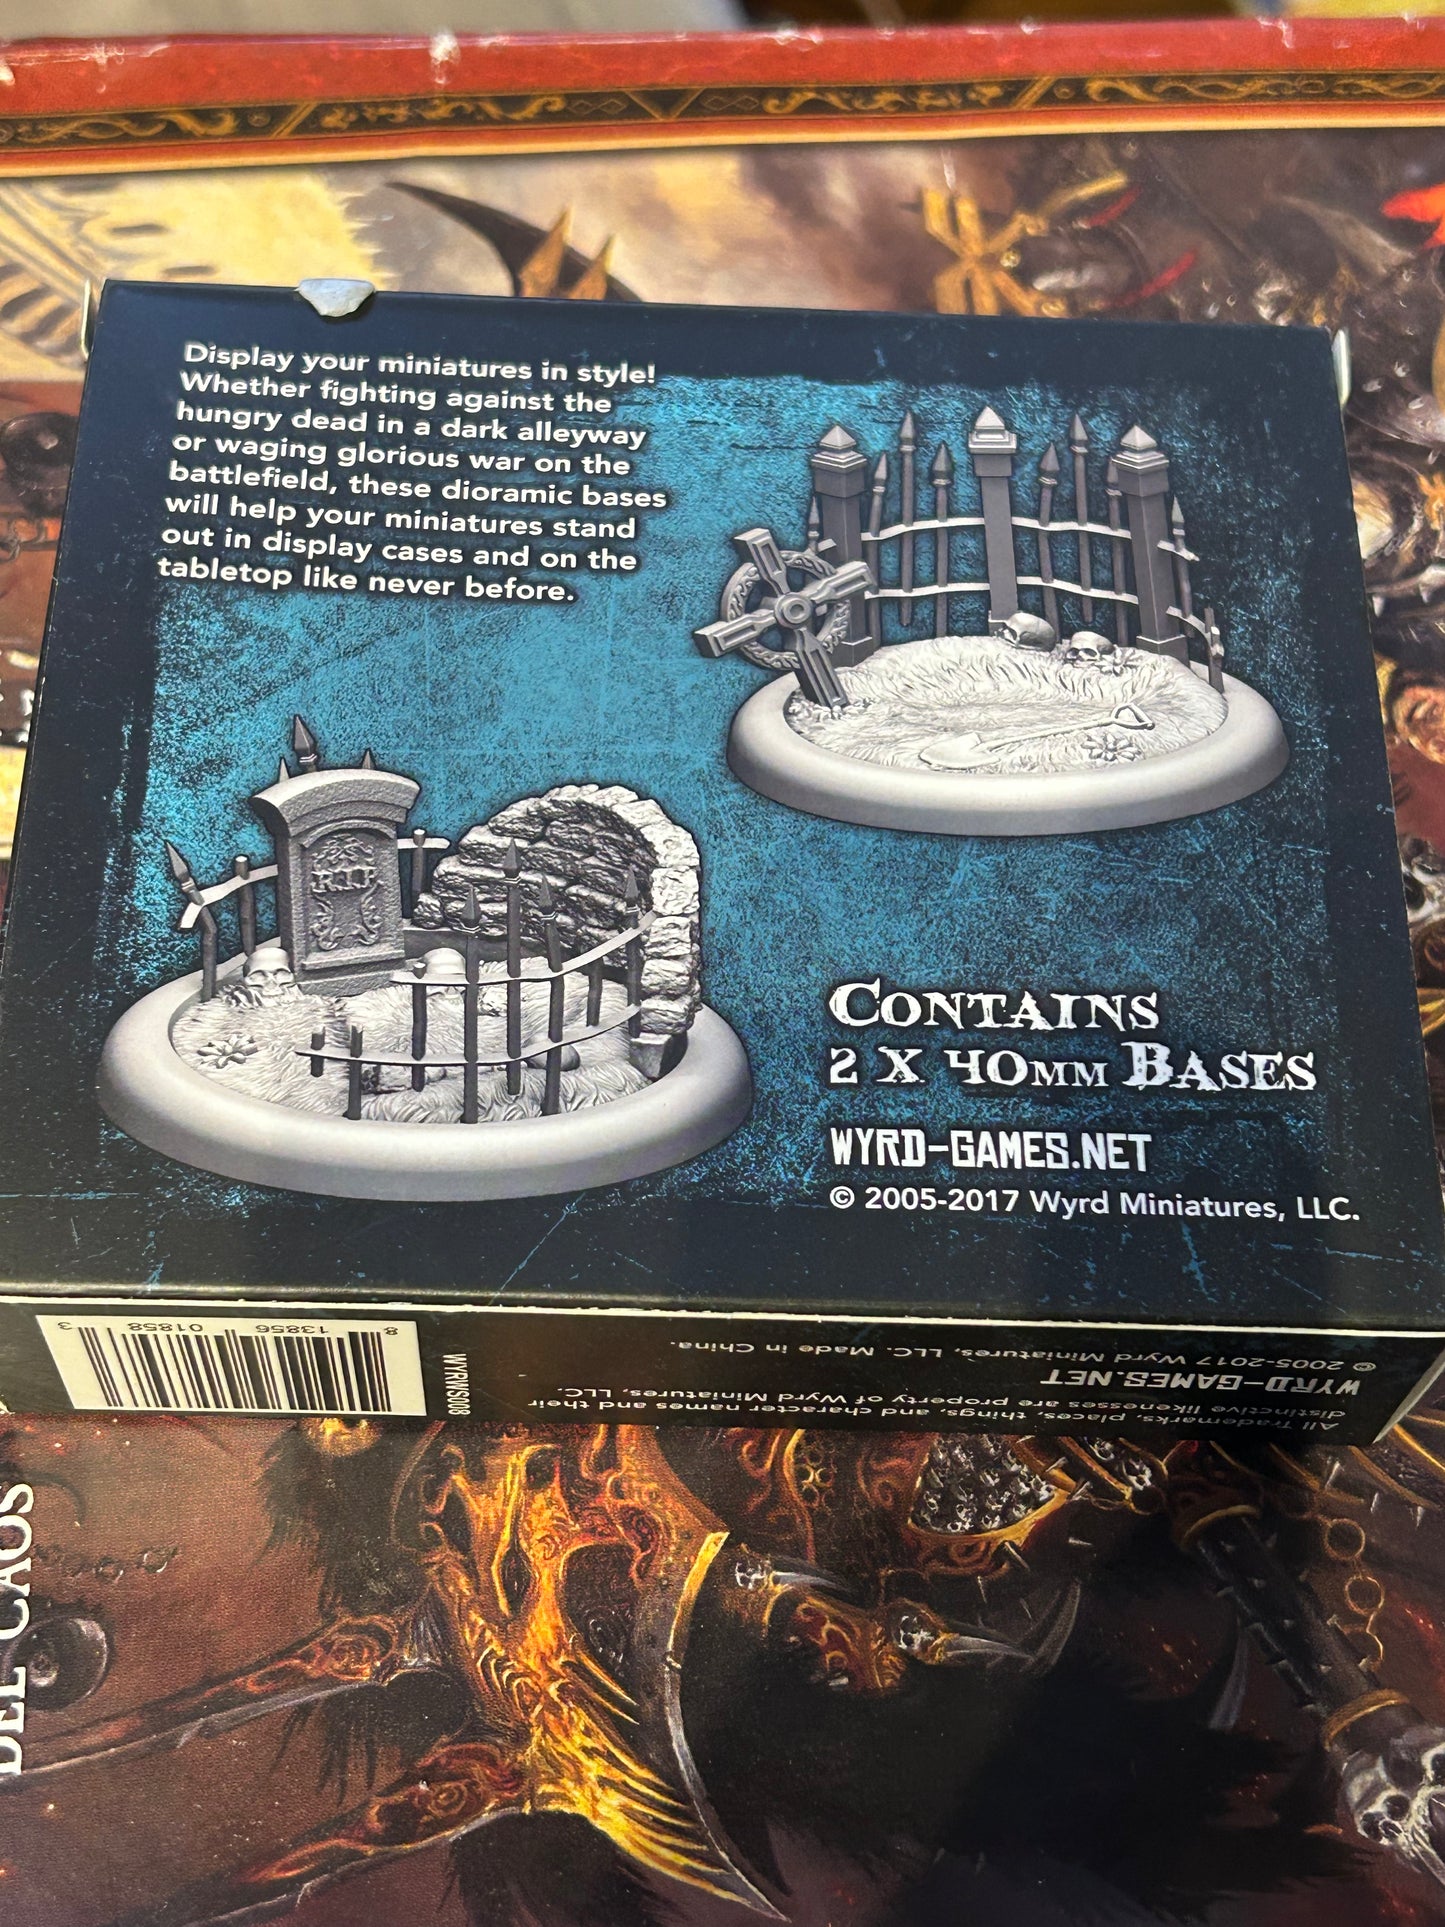 Display your miniatures in style!
Whether fighting against the
hungry dead in a dark alleyway
or waging glorious war on the
battlefield, these dioramic bases
will help your miniatures stand
out in display cases and on the
tabletop like never before.
R.I.P.
CONTAINS
2 X 40MM BASES
WYRD-GAMES.NET
© 2005-2017 Wyrd Miniatures, LLC.
8 13856 01858 3
WYRWS008
All Trademarks, places, things, and character names and their
distinctive likenesses are property of Wyrd Miniatures, LLC.
WYRD-GAMES.NET
© 2005-2017 Wyrd Miniatures, LLC. Made in China.
DEL CAOS